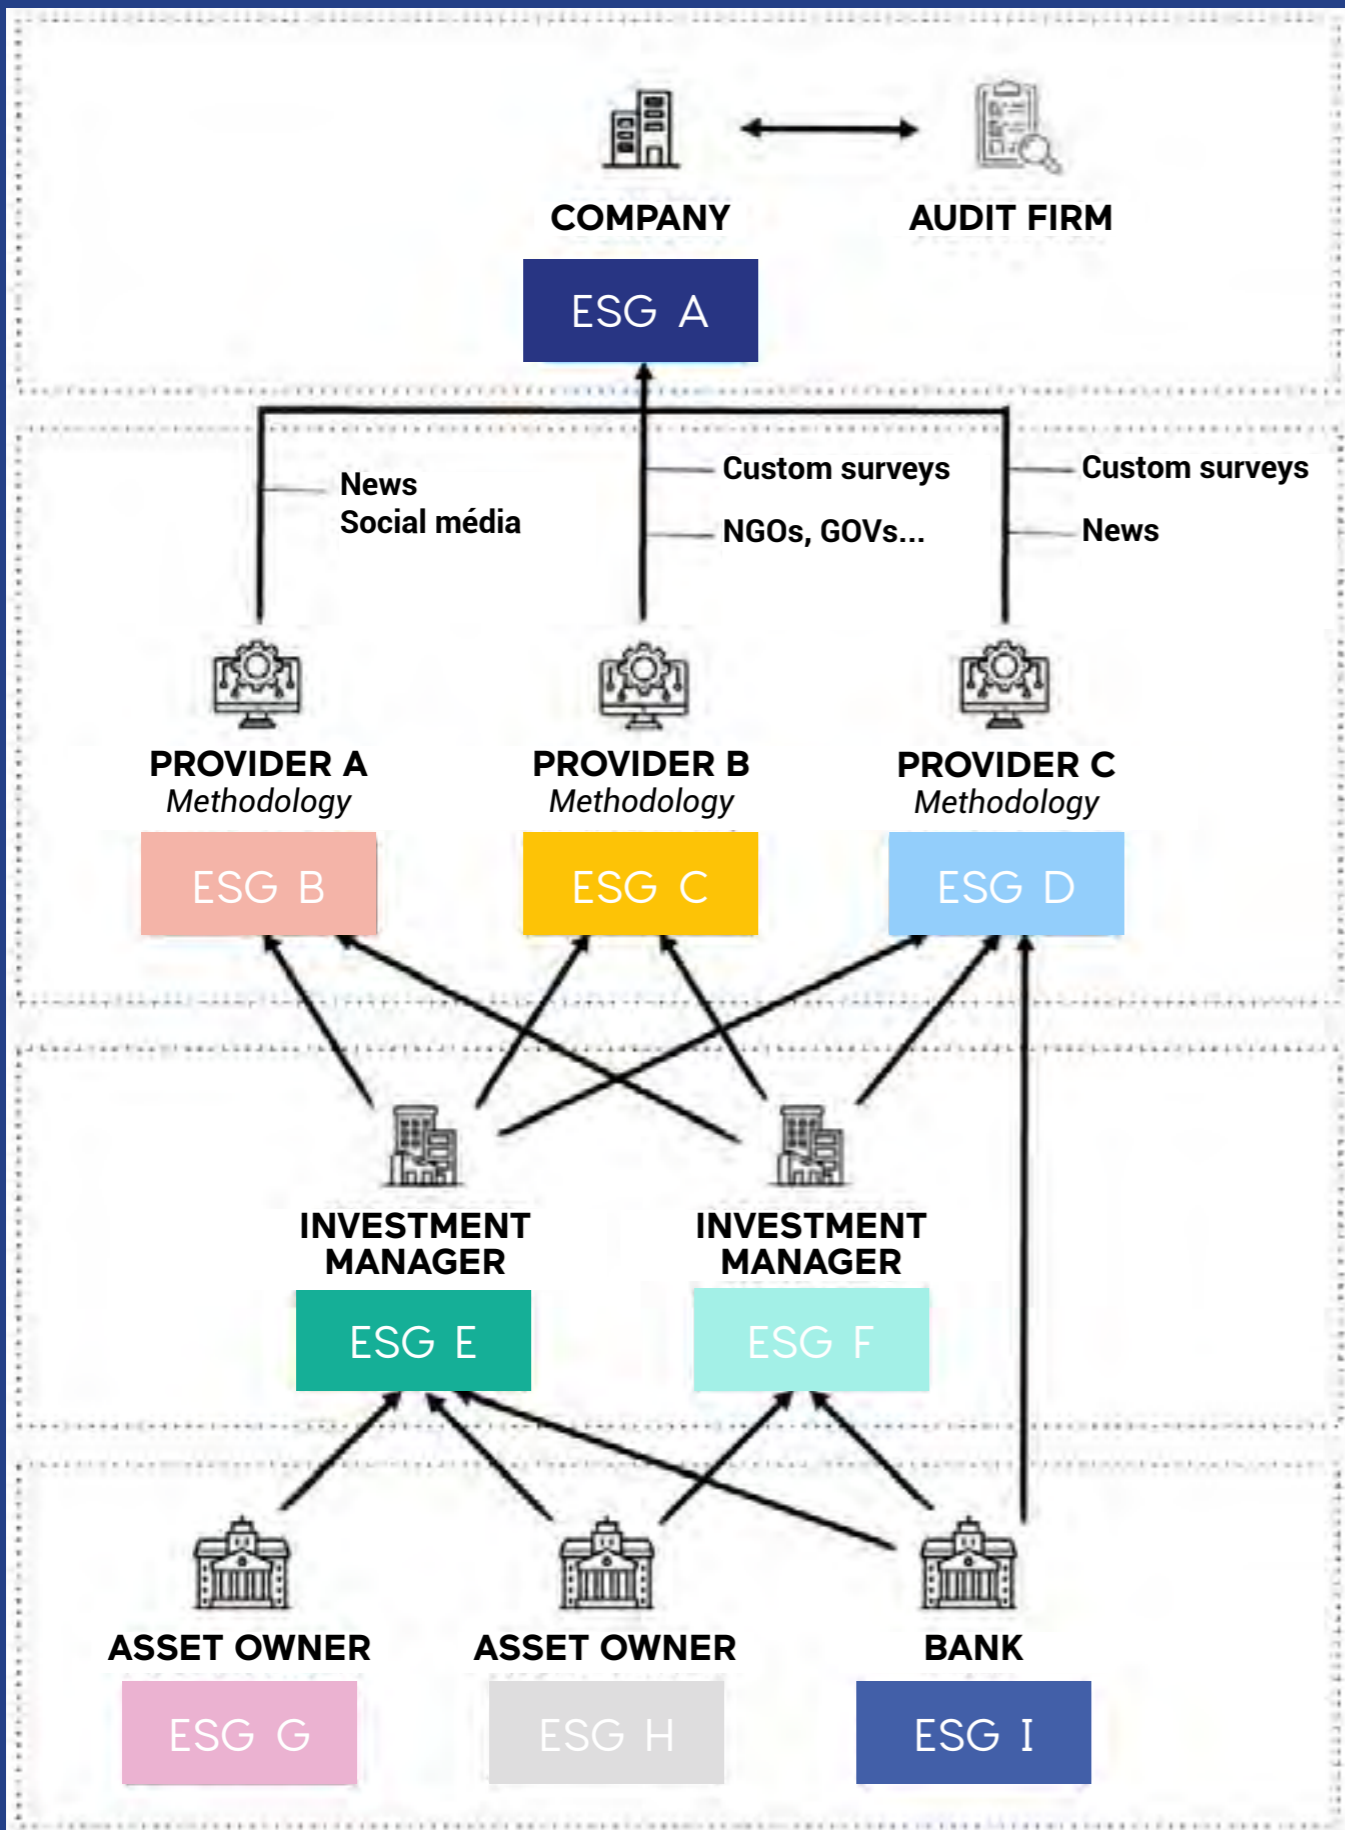 COMPANY
AUDIT FIRM
ESG A
News
Social média
Custom surveys
NGOs, GOVs...
Custom surveys
News
PROVIDER A
Methodology
PROVIDER B
Methodology
PROVIDER C
Methodology
ESG B
ESG C
ESG D
INVESTMENT
MANAGER
INVESTMENT
MANAGER
ESG E
ESG F
ASSET OWNER
ASSET OWNER
BANK
ESG G
ESG H
ESG I